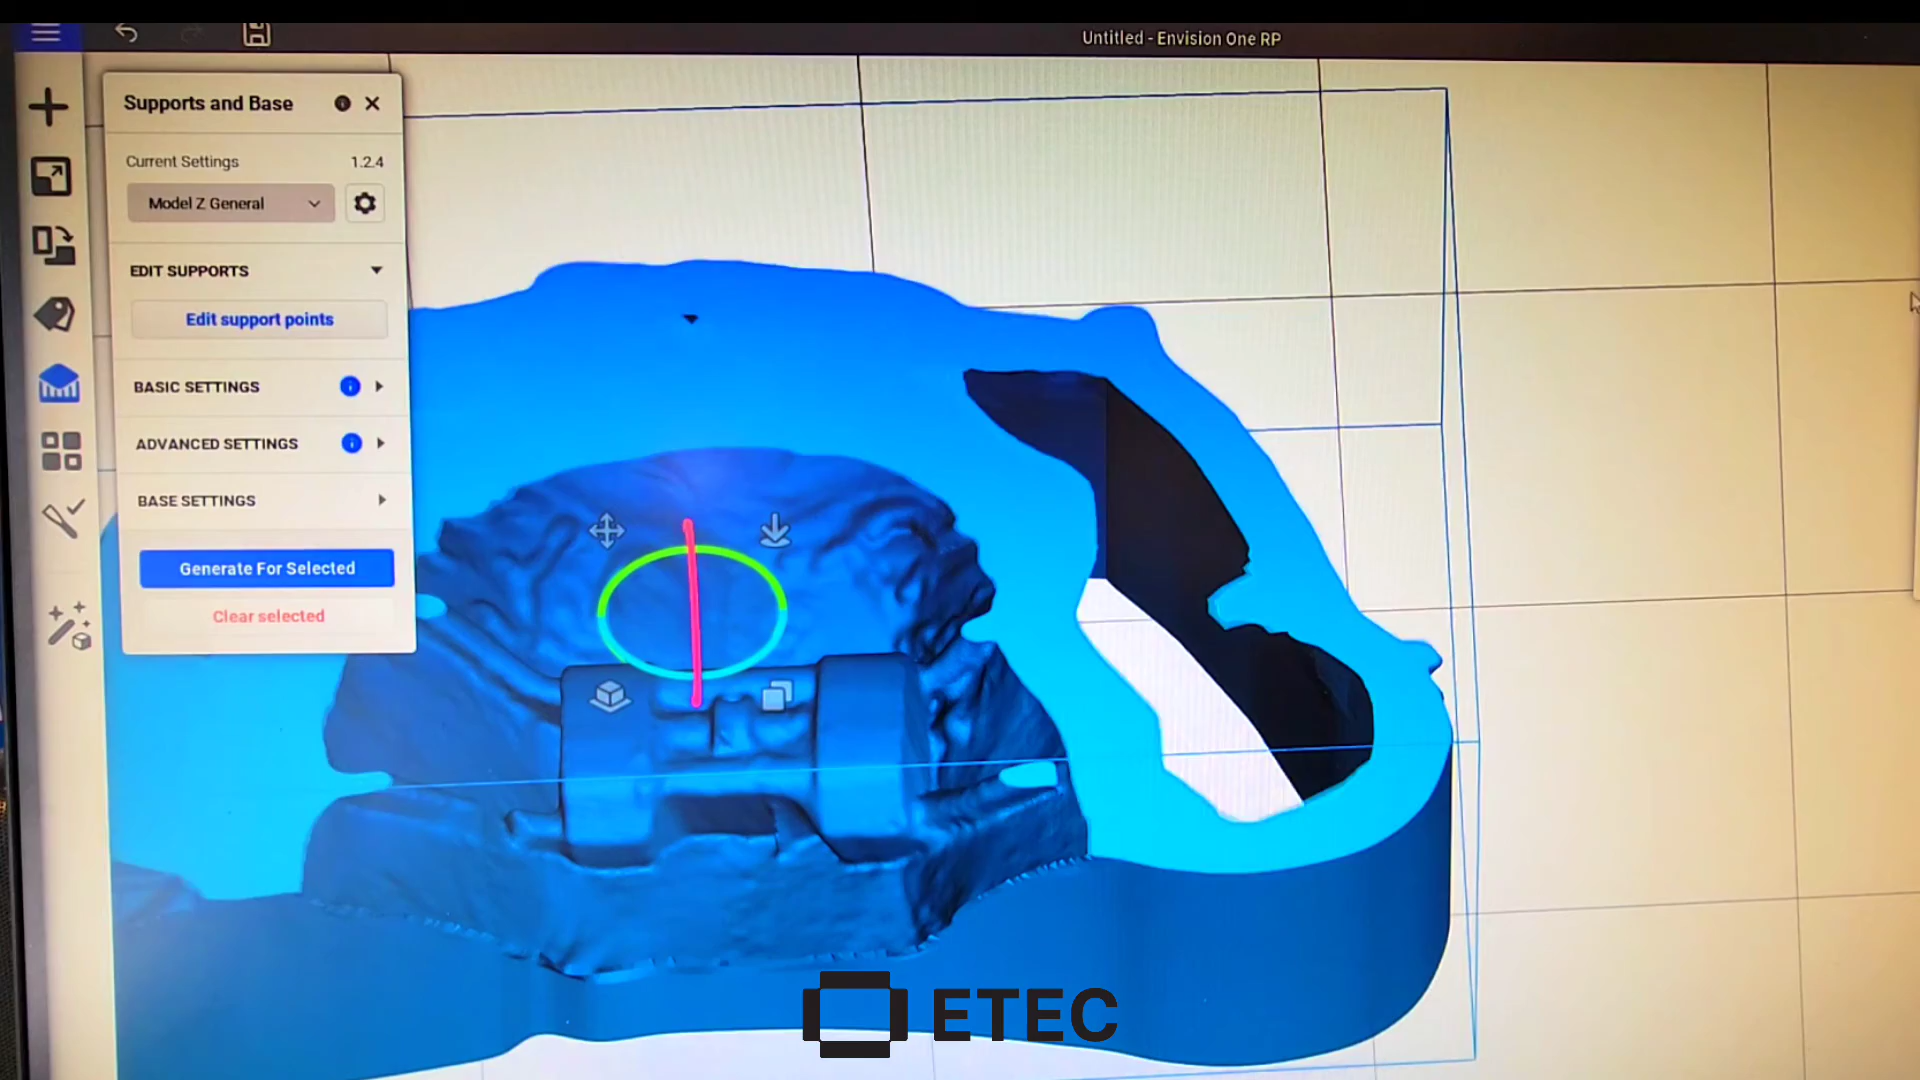 Untitled - Envision One RP
Supports and Base
Current Settings 1.2.4
Model Z General
EDIT SUPPORTS
Edit support points
BASIC SETTINGS
ADVANCED SETTINGS
BASE SETTINGS
Generate For Selected
Clear selected
ETEC